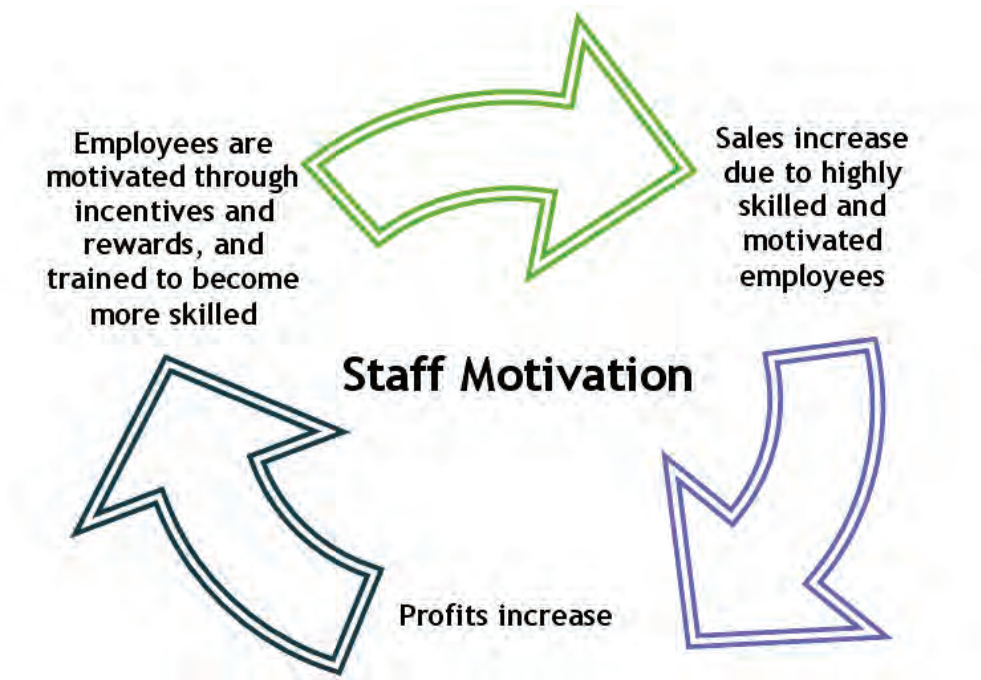 Employees are
motivated through
incentives and
rewards, and
trained to become
more skilled
Sales increase
due to highly
skilled and
motivated
employees
Staff Motivation
Profits increase